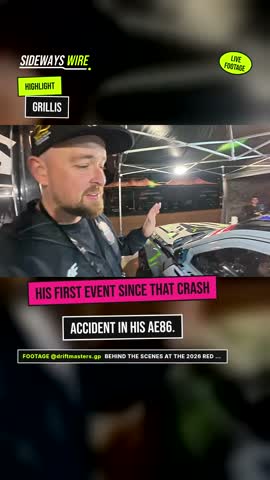 SIDEWAYS WIRE.
LIVE
FOOTAGE
HIGHLIGHT
GRILLIS
HIS FIRST EVENT SINCE THAT CRASH
ACCIDENT IN HIS AE86.
FOOTAGE @driftmasters.gp BEHIND THE SCENES AT THE 2026 RED ...